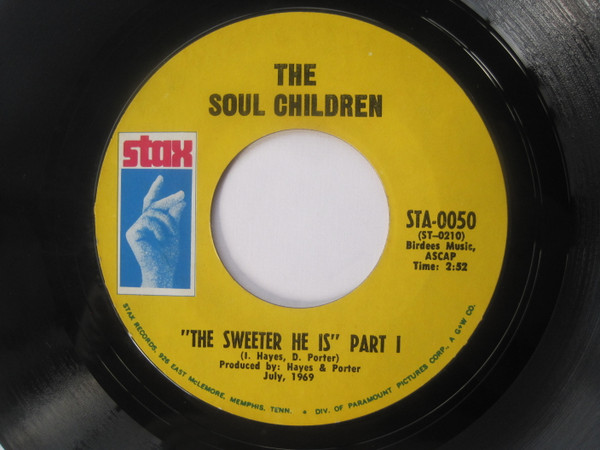 THE
SOUL CHILDREN
stax
STA-0050
(ST-0210)
Birdees Music,
ASCAP
Time: 2:52
"THE SWEETER HE IS" PART I
(I. Hayes, D. Porter)
Produced by: Hayes & Porter
July, 1969
STAX RECORDS, 926 EAST McLEMORE, MEMPHIS, TENN. * DIV. OF PARAMOUNT PICTURES CORP., A G+W CO.